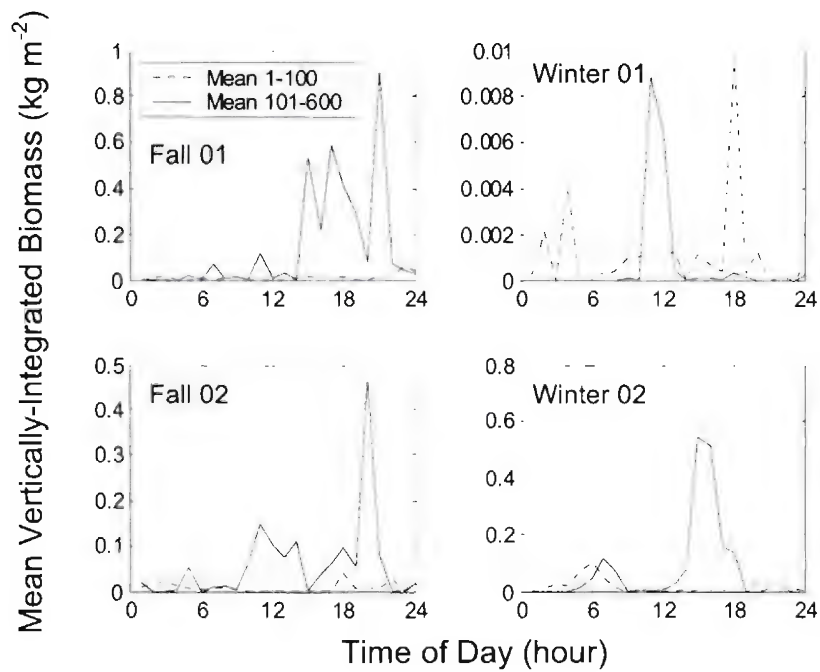 Mean Vertically-Integrated Biomass (kg m⁻²)
1
0.8
0.6
0.4
0.2
0
0 6 12 18 24
Mean 1-100
Mean 101-600
Fall 01
0.01
0.008
0.006
0.004
0.002
0
0 6 12 18 24
Winter 01
0.5
0.4
0.3
0.2
0.1
0
0 6 12 18 24
Fall 02
0.8
0.6
0.4
0.2
0
0 6 12 18 24
Winter 02
Time of Day (hour)